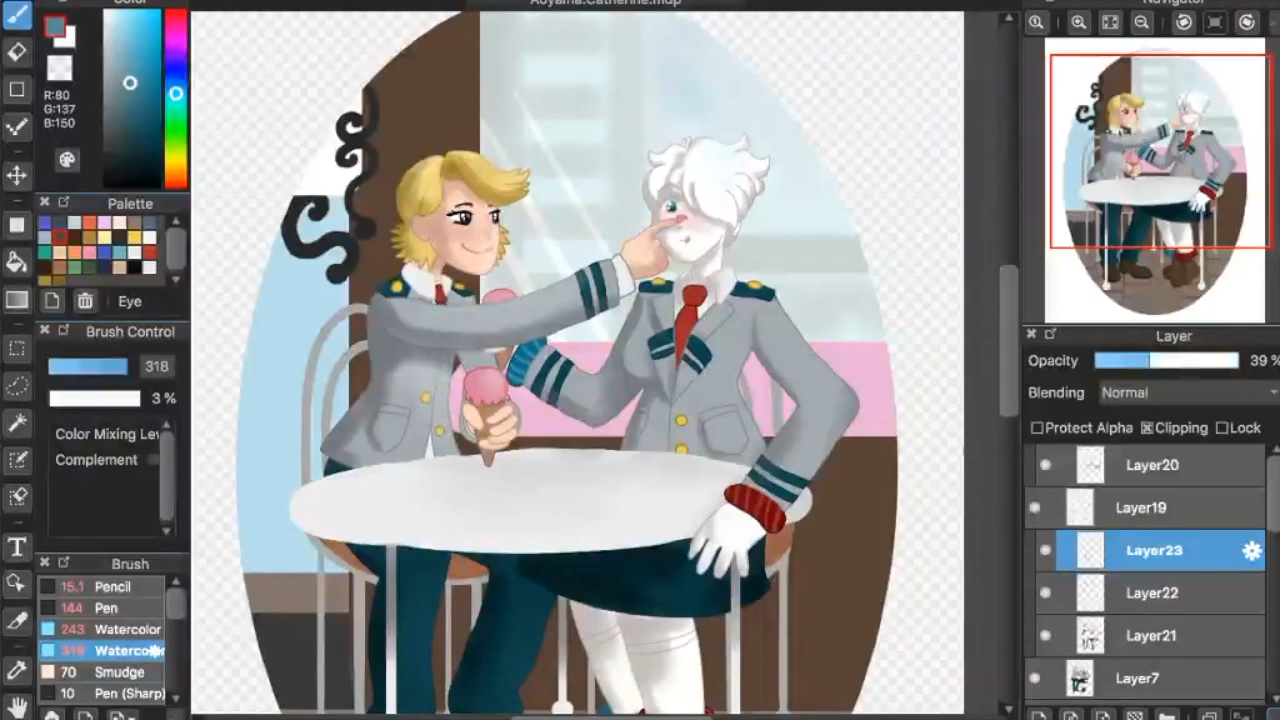 Color
Aoyama.Catherine.mdp
Navigator
R:80
G:137
B:150
Palette
Eye
Brush Control
318
3 %
Color Mixing Lev
Complement
Brush
15.1 Pencil
144 Pen
243 Watercolor
318 Watercolor
70 Smudge
10 Pen (Sharp)
T
Layer
Opacity 39 %
Blending Normal
Protect Alpha Clipping Lock
Layer20
Layer19
Layer23
Layer22
Layer21
Layer7